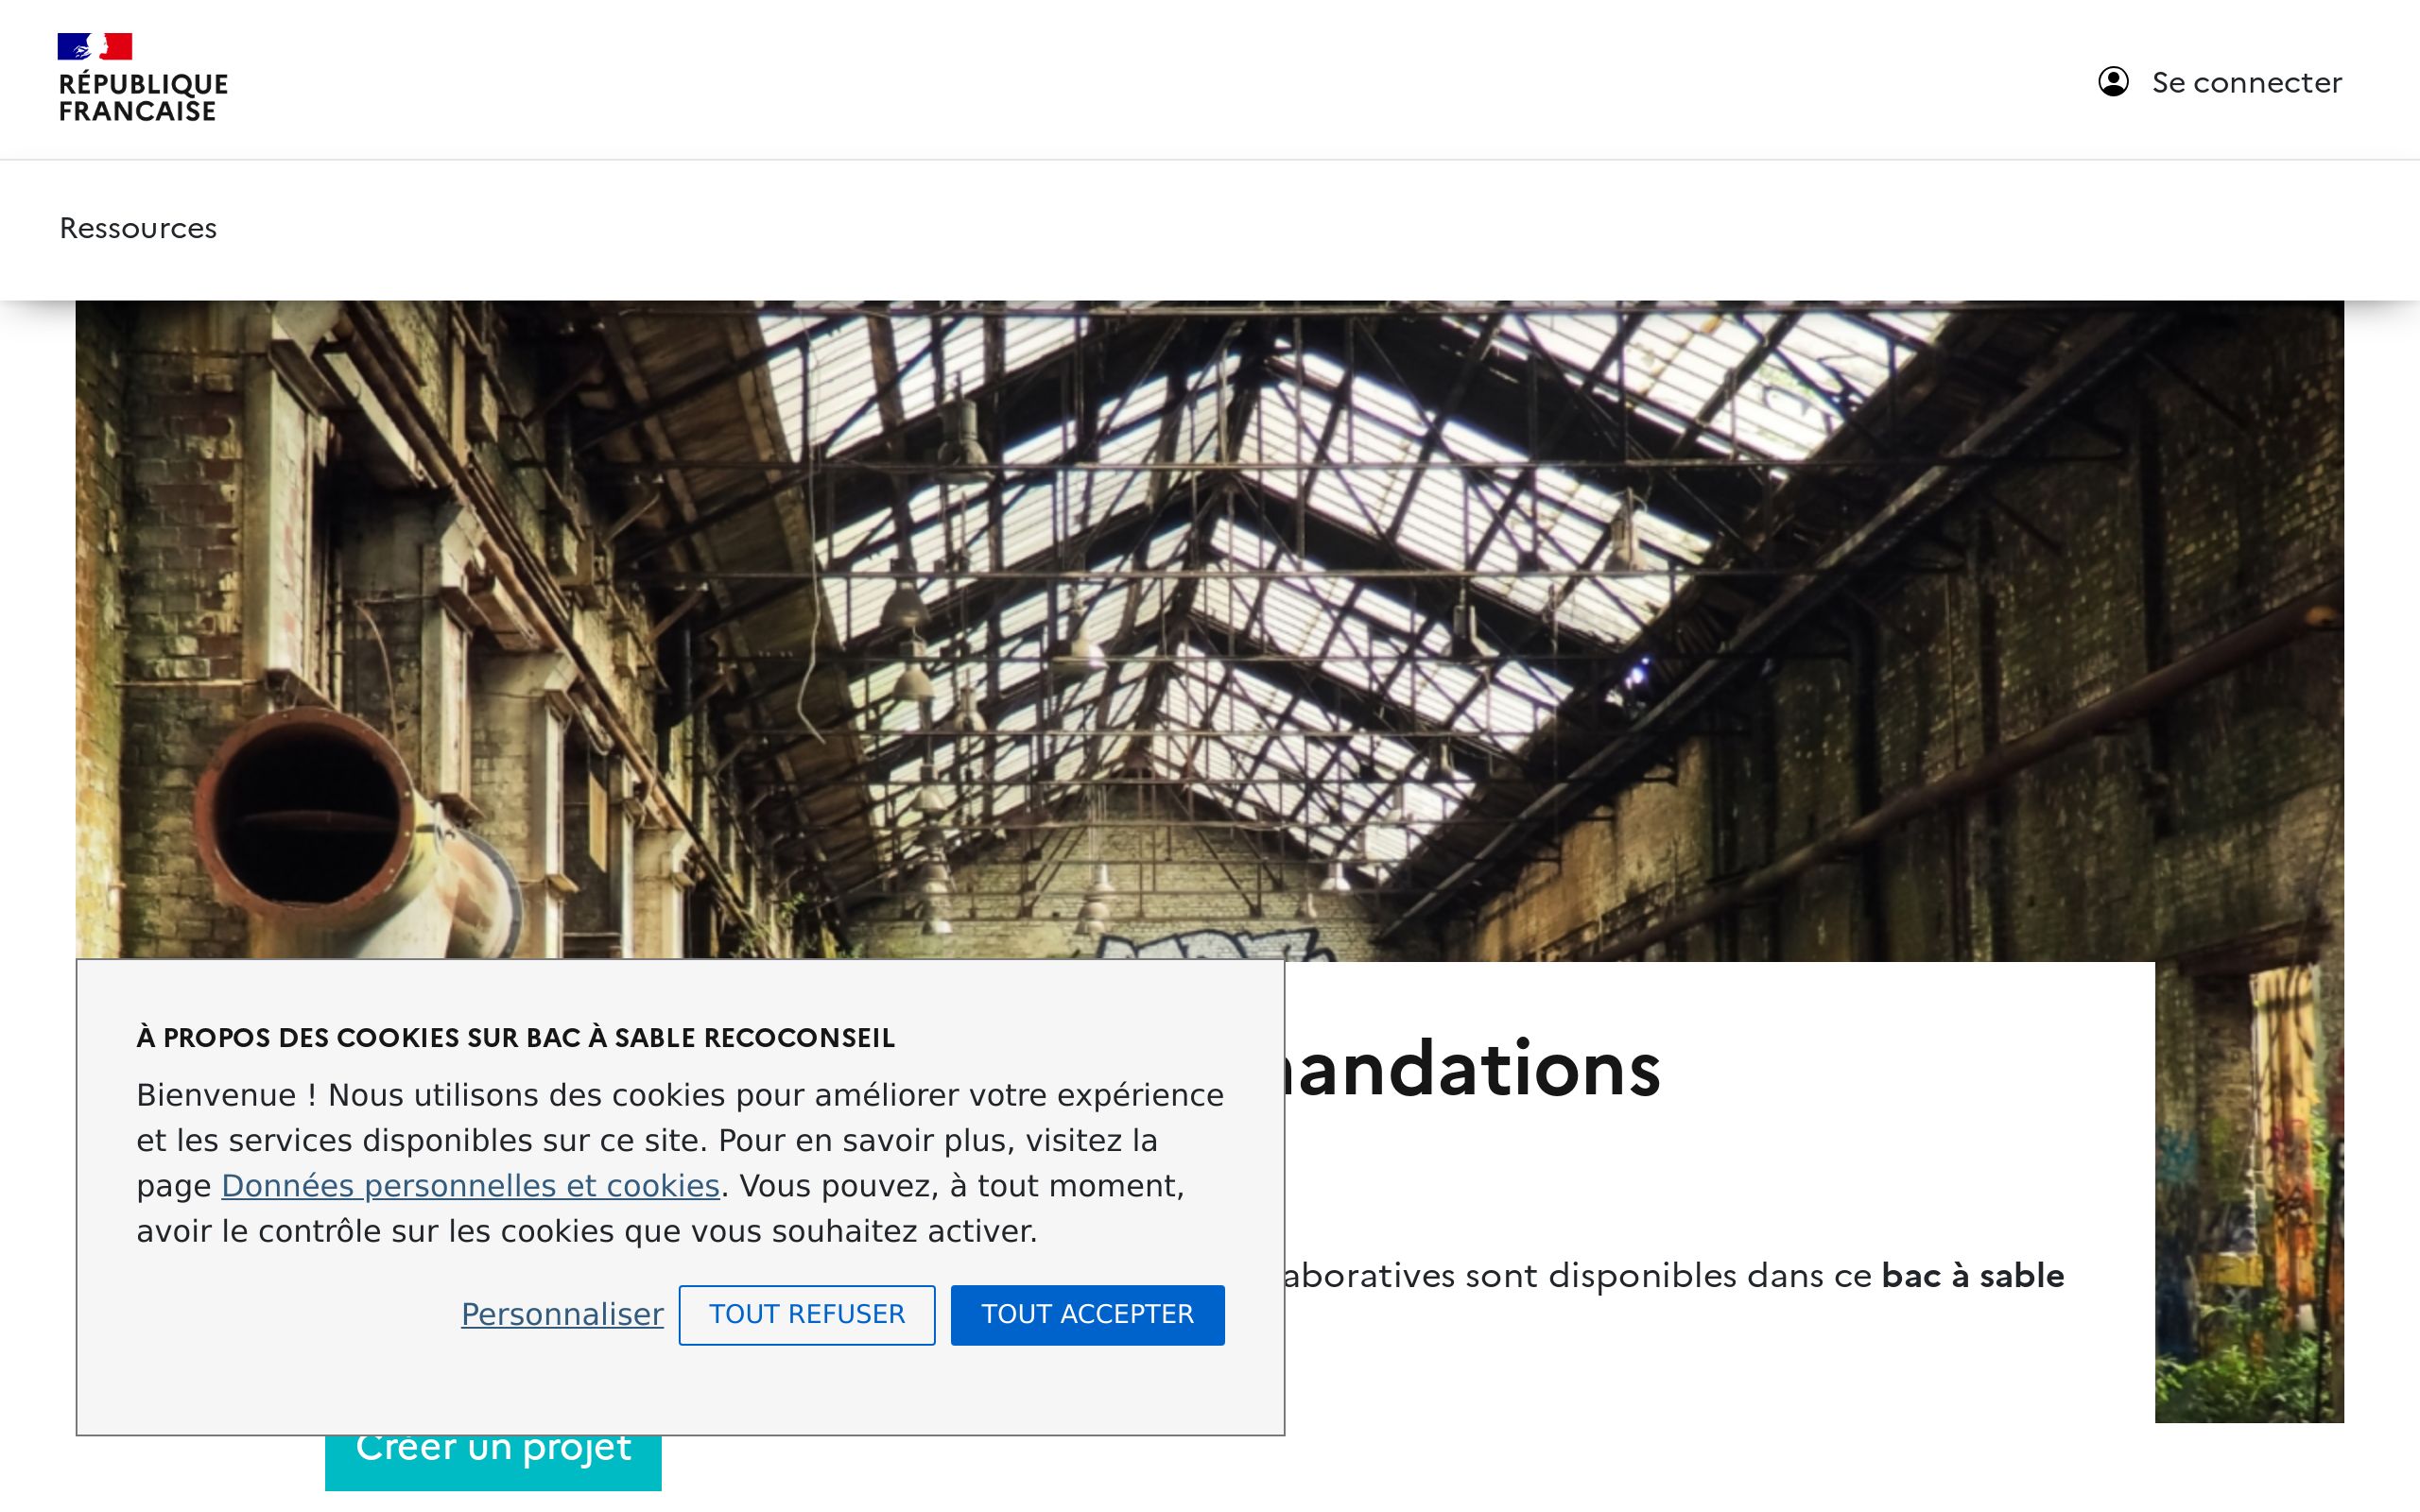 RÉPUBLIQUE
FRANCAISE
Se connecter
Ressources
À PROPOS DES COOKIES SUR BAC À SABLE RECOCONSEIL
Bienvenue ! Nous utilisons des cookies pour améliorer votre expérience
et les services disponibles sur ce site. Pour en savoir plus, visitez la
page Données personnelles et cookies. Vous pouvez, à tout moment,
avoir le contrôle sur les cookies que vous souhaitez activer.
Personnaliser
TOUT REFUSER
TOUT ACCEPTER
andations
aboratives sont disponibles dans ce bac à sable
Créer un projet